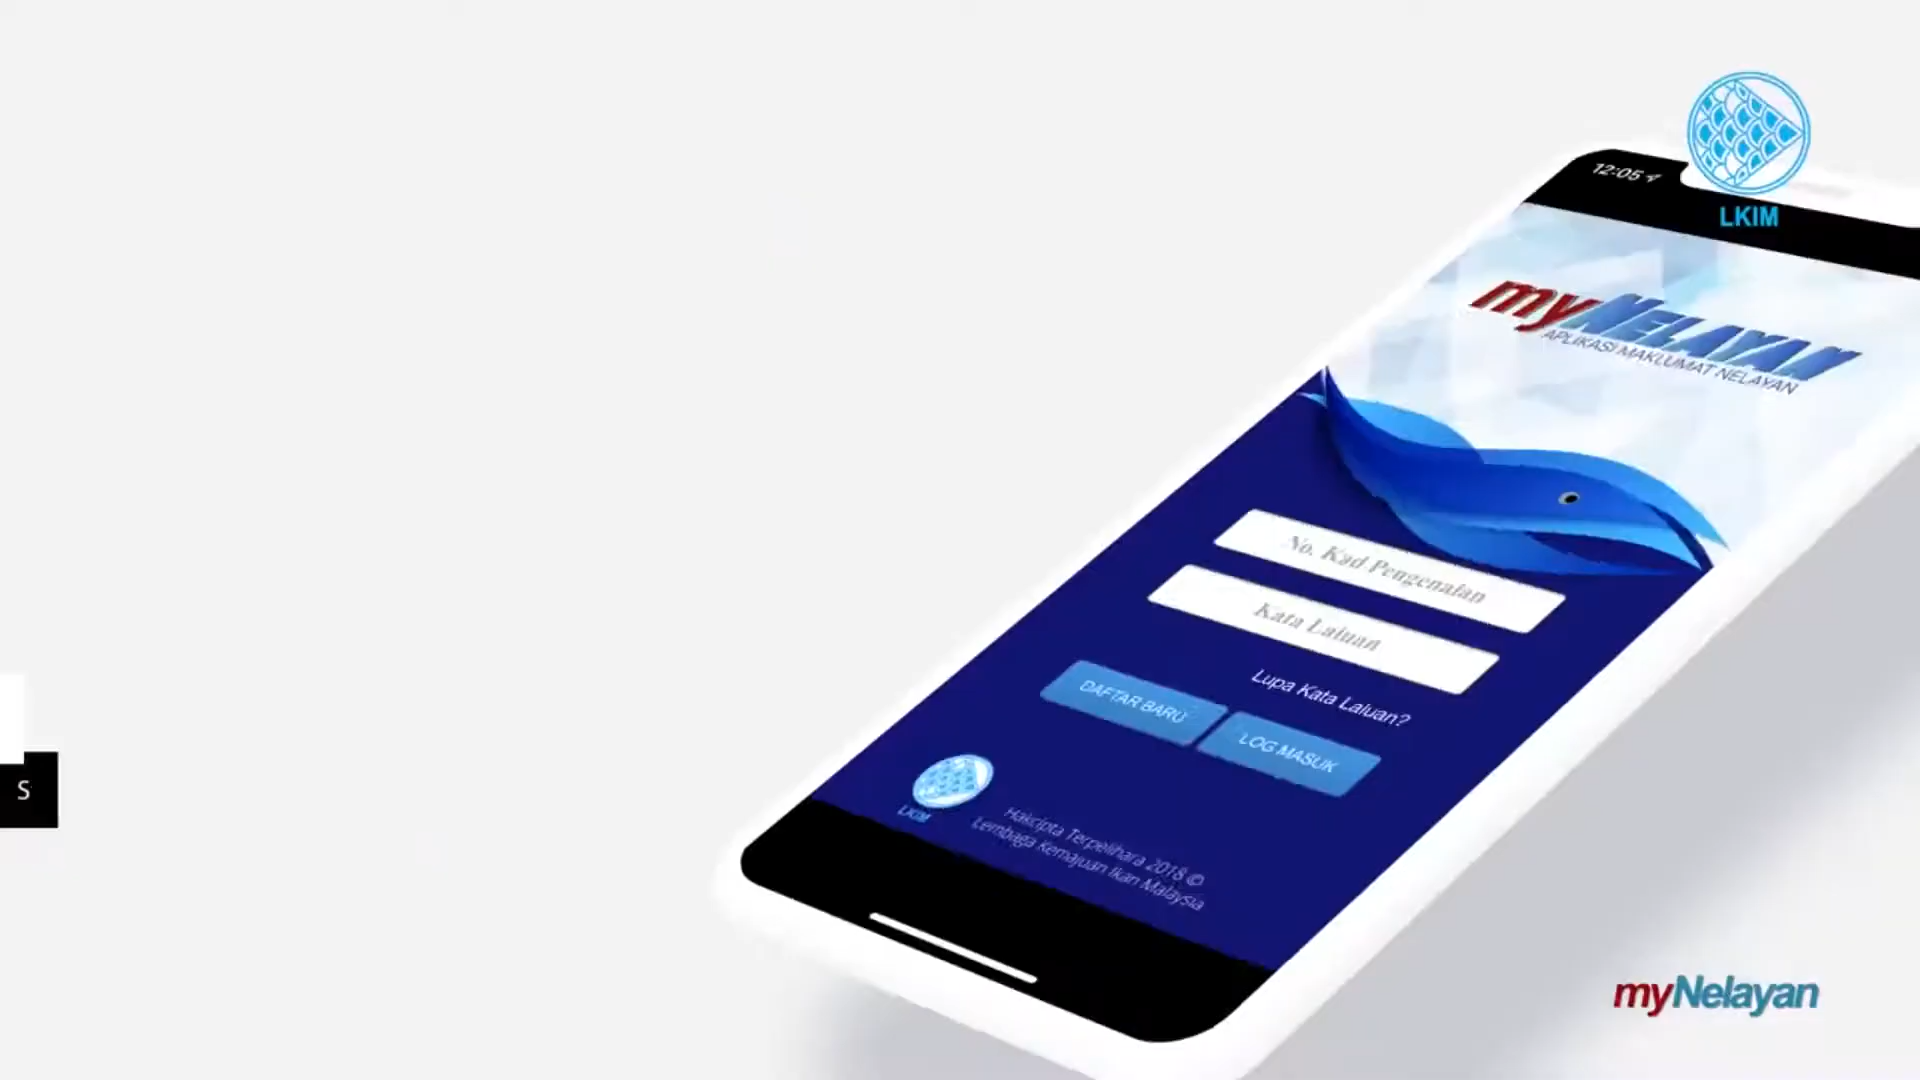 LKIM
12:05
myNELAYAN
APLIKASI MAKLUMAT NELAYAN
No. Kad Pengenalan
Kata Laluan
Lupa Kata Laluan?
DAFTAR BARU
LOG MASUK
S
LKIM
Hakcipta Terpelihara 2018 ©
Lembaga Kemajuan Ikan Malaysia
myNelayan